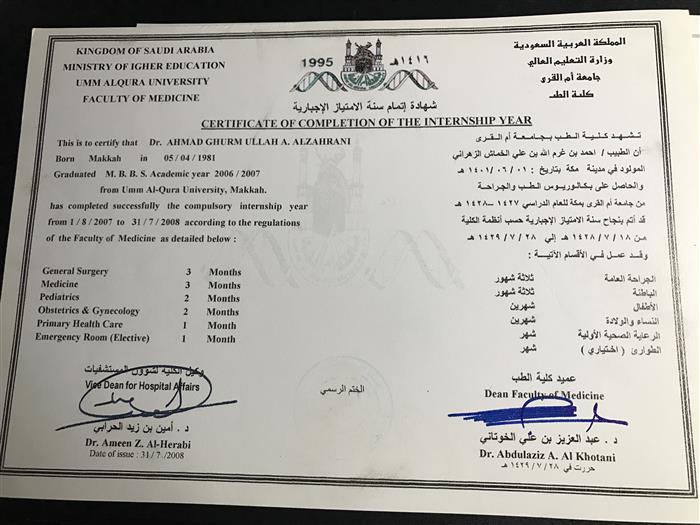 KINGDOM OF SAUDI ARABIA
MINISTRY OF IGHER EDUCATION
UMM ALQURA UNIVERSITY
FACULTY OF MEDICINE
1995 ١٤١٦هـ
المملكة العربية السعودية
وزارة التعليم العالي
جامعة أم القرى
كلية الطب
شهادة إتمام سنة الامتياز الإجبارية
CERTIFICATE OF COMPLETION OF THE INTERNSHIP YEAR
This is to certify that Dr. AHMAD GHURM ULLAH A. ALZAHRANI
Born Makkah in 05 / 04 / 1981
Graduated M. B. B. S. Academic year 2006 / 2007
from Umm Al-Qura University, Makkah.
has completed successfully the compulsory internship year
from 1 / 8 / 2007 to 31 / 7 / 2008 according to the regulations
of the Faculty of Medicine as detailed below :
تشهد كلية الطب بجامعة أم القرى
أن الطبيب / احمد بن غرم الله بن علي الخماش الزهراني
المولود في مدينة مكة بتاريخ : ٠١ / ٠٦ / ١٤٠١ هـ
والحاصل على بكالوريوس الطب والجراحة
من جامعة أم القرى بمكة للعام الدراسي ١٤٢٧ - ١٤٢٨هـ
قد أتم بنجاح سنة الامتياز الإجبارية حسب أنظمة الكلية
من ١٨ / ٧ / ١٤٢٨ هـ إلى ٢٨ / ٧ / ١٤٢٩ هـ
وقد عمل في الأقسام الآتية :
General Surgery 3 Months
Medicine 3 Months
Pediatrics 2 Months
Obstetrics & Gynecology 2 Months
Primary Health Care 1 Month
Emergency Room (Elective) 1 Month
الجراحة العامة ثلاثة شهور
الباطنة ثلاثة شهور
الأطفال شهرين
النساء والولادة شهرين
الرعاية الصحية الأولية شهر
الطوارئ ( اختياري ) شهر
وكيل الكلية لشؤون المستشفيات
Vice Dean for Hospital Affairs
د . أمين بن زيد الحرابي
Dr. Ameen Z. Al-Herabi
Date of issue : 31/ 7 / 2008
الختم الرسمي
عميد كلية الطب
Dean Faculty of Medicine
د . عبد العزيز بن علي الخوتاني
Dr. Abdulaziz A. Al Khotani
حررت في ٢٨ / ٧ / ١٤٢٩ هـ